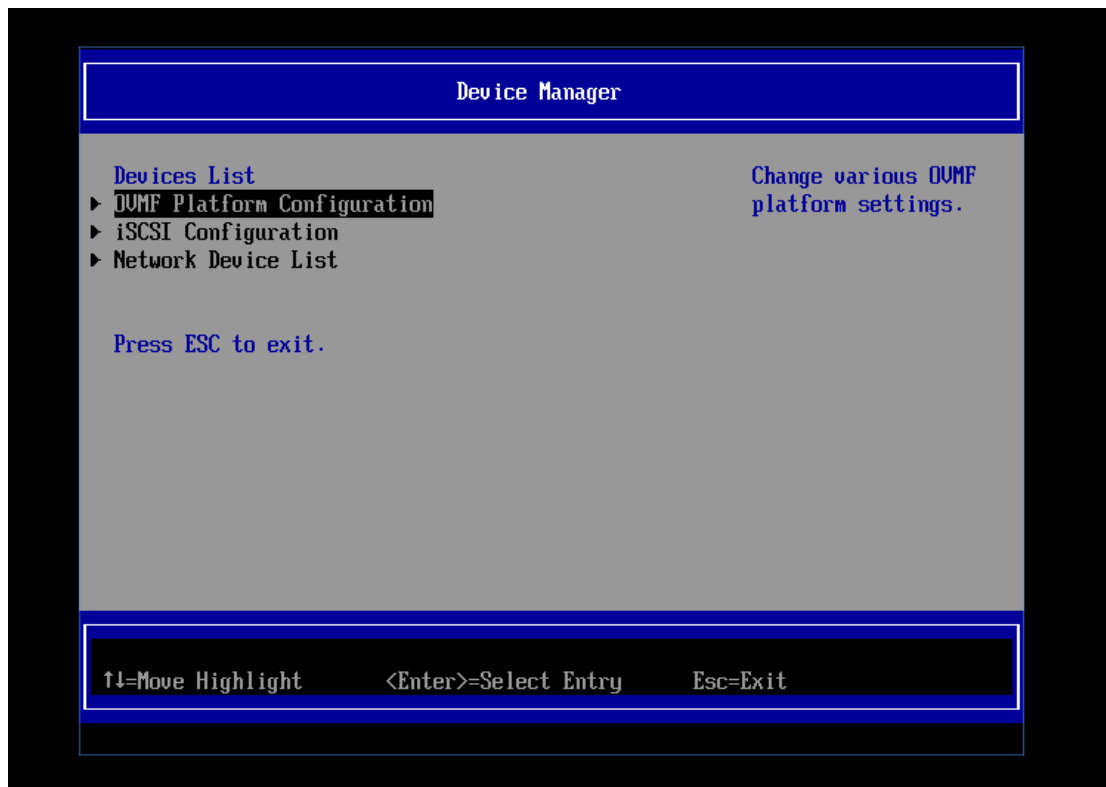 Device Manager
Devices List
▶ OVMF Platform Configuration
▶ iSCSI Configuration
▶ Network Device List
Press ESC to exit.
Change various OVMF
platform settings.
↑↓=Move Highlight <Enter>=Select Entry Esc=Exit